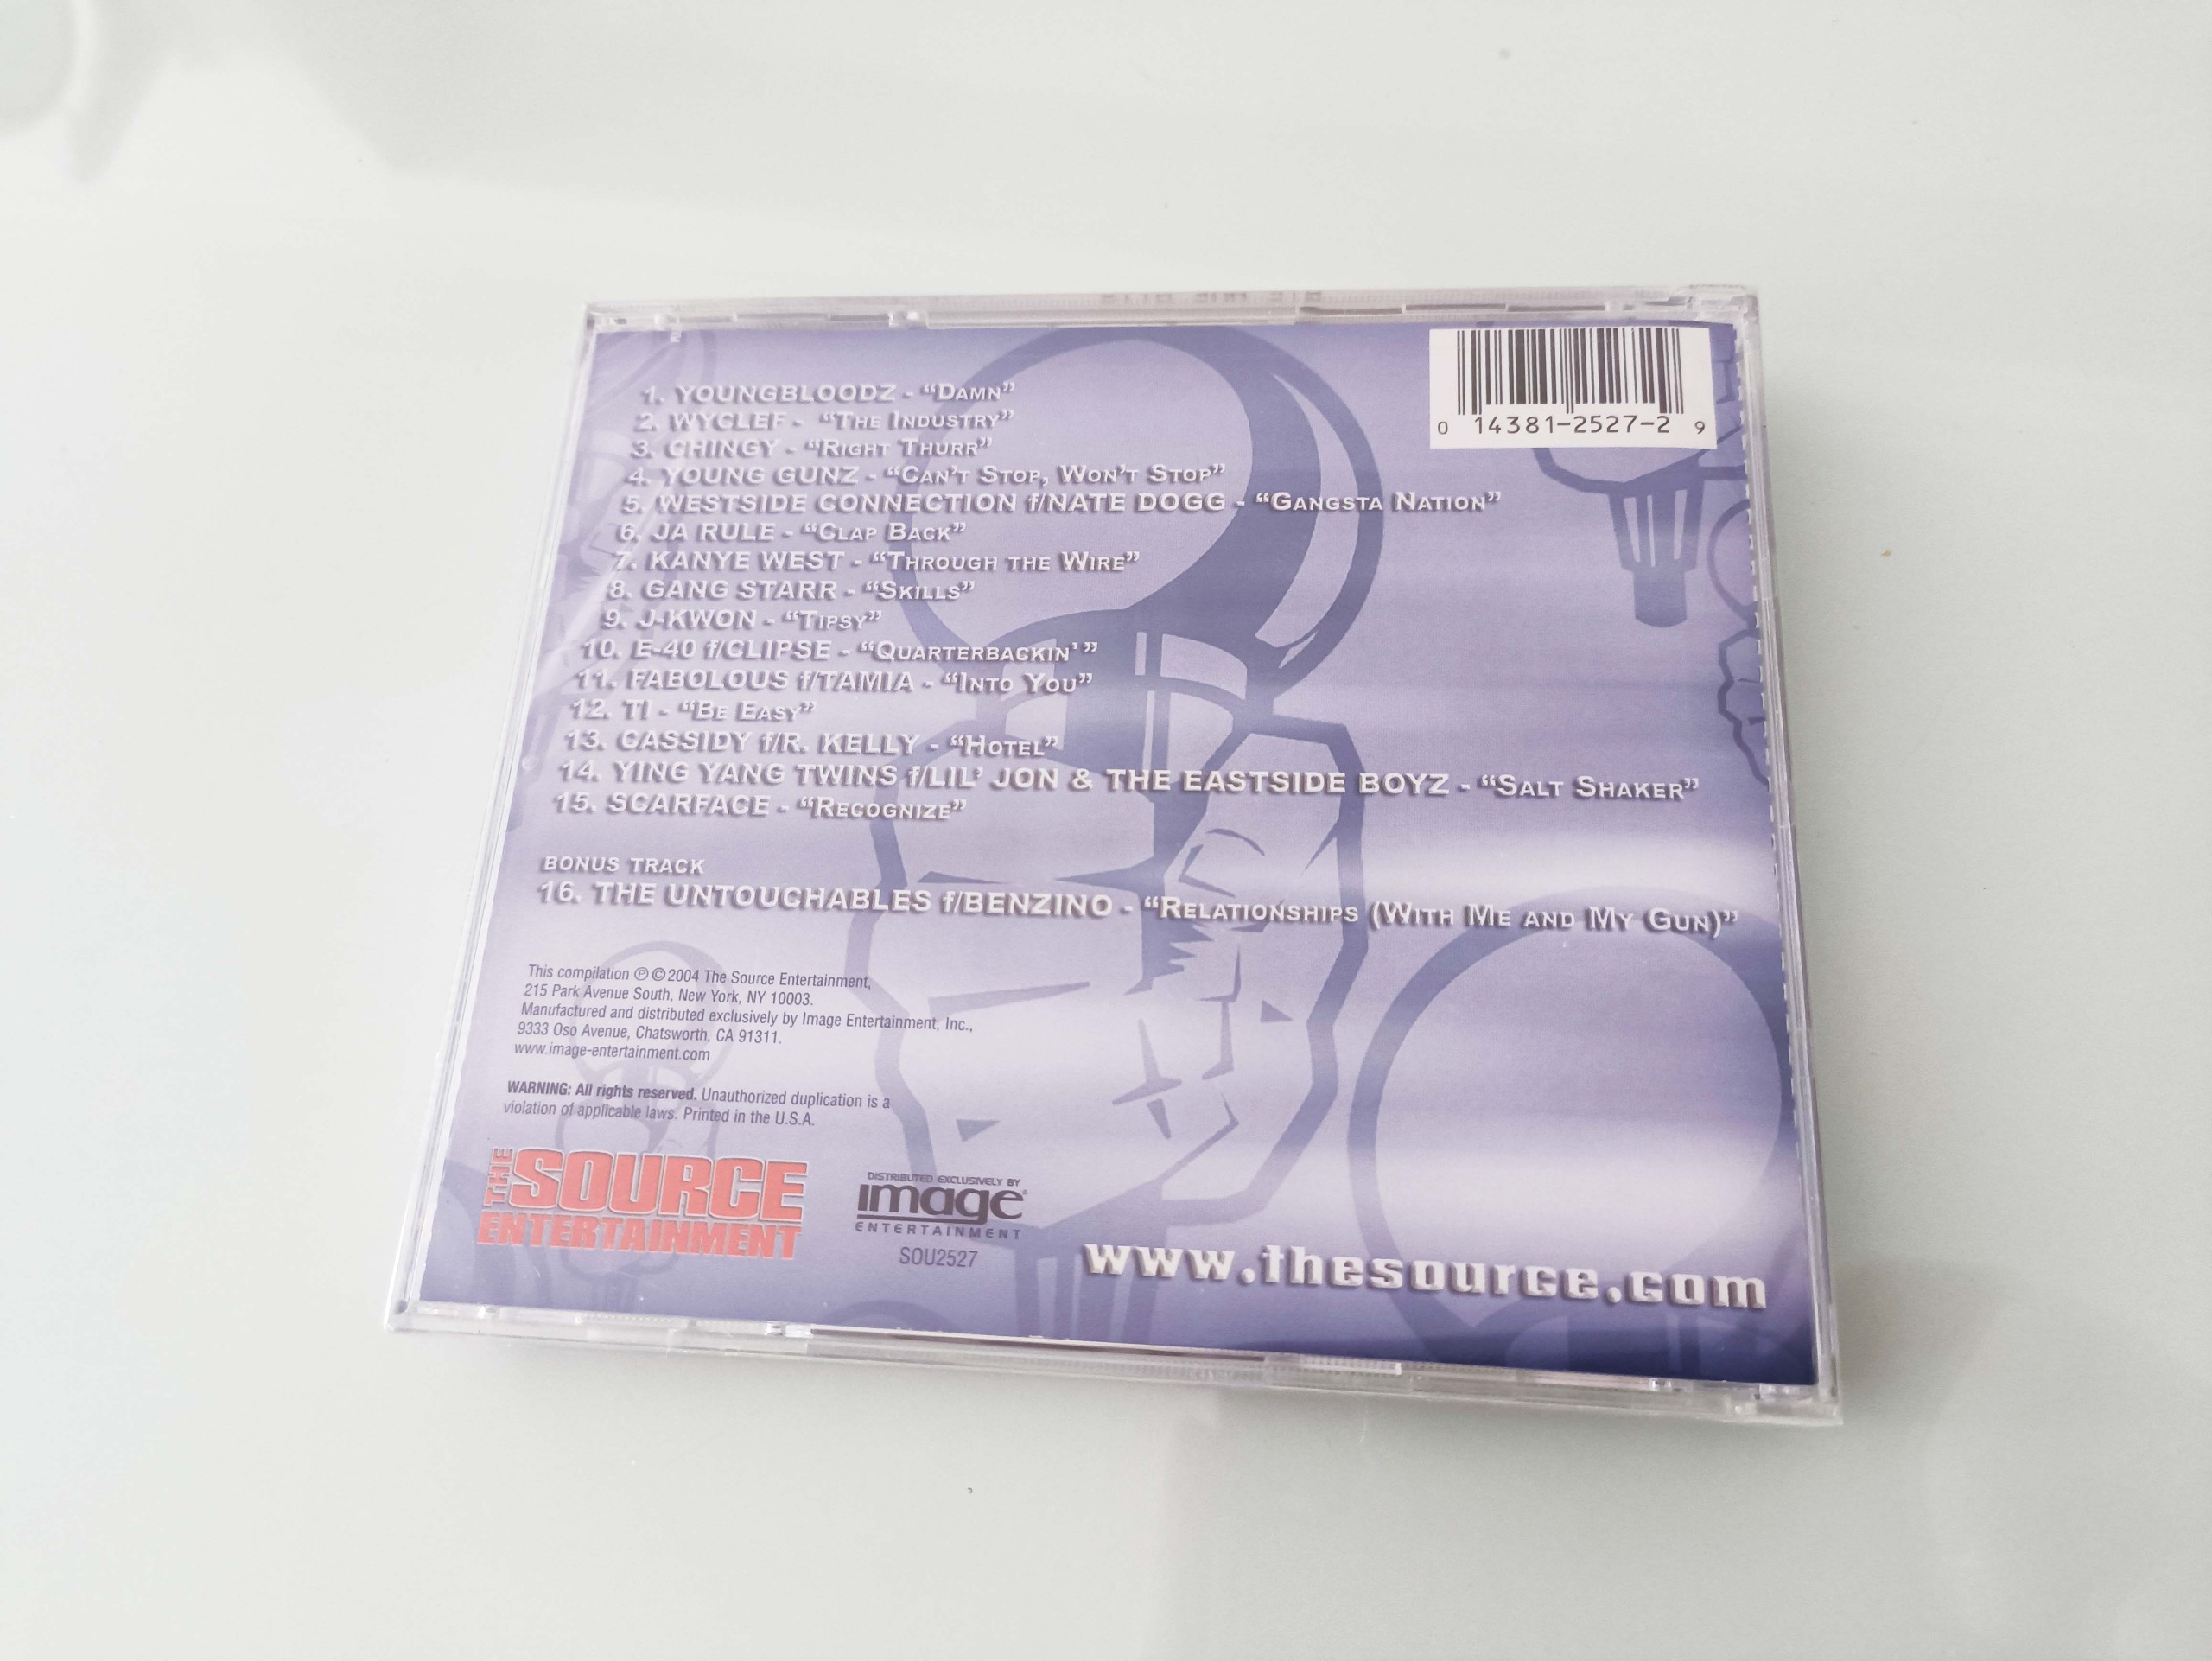 1. YOUNGBLOODZ - “DAMN”
2. WYCLEF - “THE INDUSTRY”
3. CHINGY - “RIGHT THURR”
4. YOUNG GUNZ - “CAN’T STOP, WON’T STOP”
5. WESTSIDE CONNECTION f/NATE DOGG - “GANGSTA NATION”
6. JA RULE - “CLAP BACK”
7. KANYE WEST - “THROUGH THE WIRE”
8. GANG STARR - “SKILLS”
9. J-KWON - “TIPSY”
10. E-40 f/CLIPSE - “QUARTERBACKIN'”
11. FABOLOUS f/TAMIA - “INTO YOU”
12. TI - “BE EASY”
13. CASSIDY f/R. KELLY - “HOTEL”
14. YING YANG TWINS f/LIL’ JON & THE EASTSIDE BOYZ - “SALT SHAKER”
15. SCARFACE - “RECOGNIZE”
BONUS TRACK
16. THE UNTOUCHABLES f/BENZINO - “RELATIONSHIPS (WITH ME AND MY GUN)”
0 14381-2527-2 9
This compilation ℗ © 2004 The Source Entertainment,
215 Park Avenue South, New York, NY 10003.
Manufactured and distributed exclusively by Image Entertainment, Inc.,
9333 Oso Avenue, Chatsworth, CA 91311.
www.image-entertainment.com
WARNING: All rights reserved. Unauthorized duplication is a
violation of applicable laws. Printed in the U.S.A.
THE SOURCE
ENTERTAINMENT
DISTRIBUTED EXCLUSIVELY BY
image
ENTERTAINMENT
SOU2527
www.thesource.com